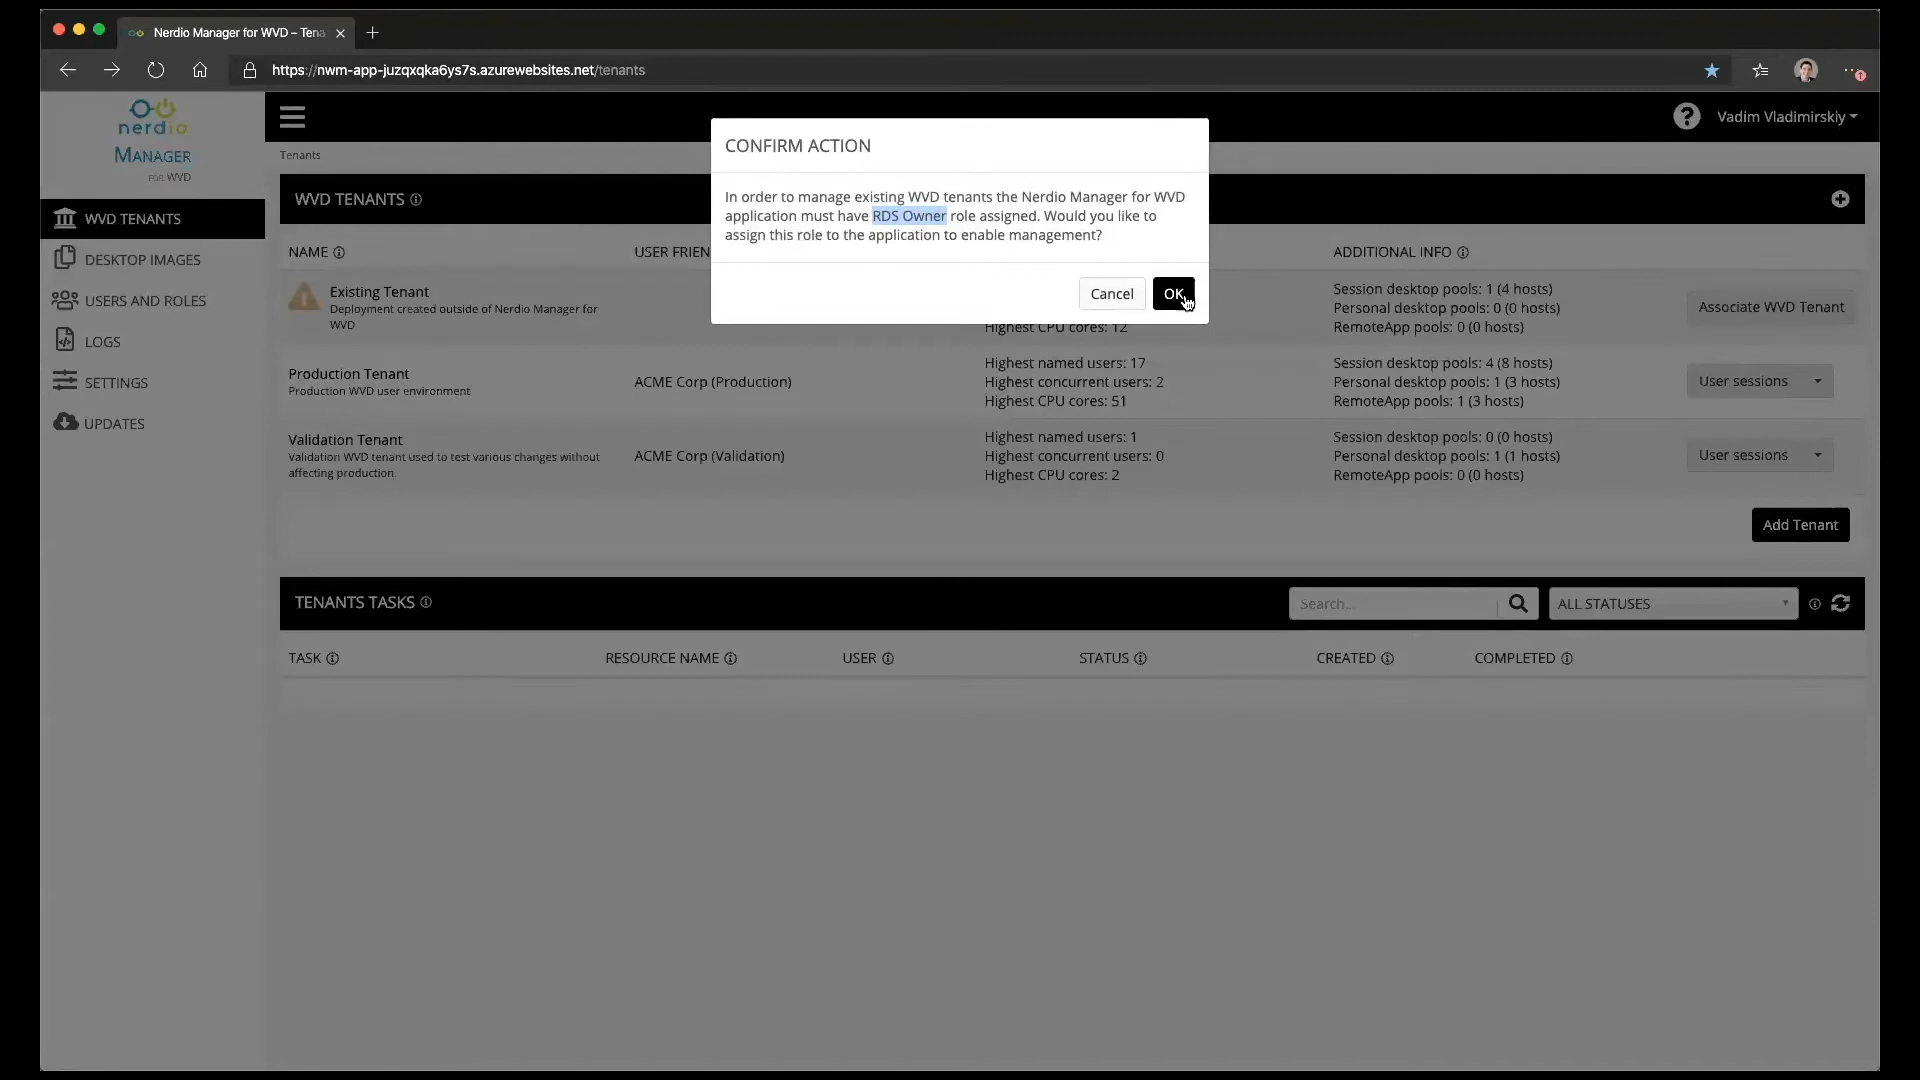 Nerdio Manager for WVD – Tena
https://nwm-app-juzqxqka6ys7s.azurewebsites.net/tenants
nerdio
MANAGER
FOR WVD
Vadim Vladimirskiy
WVD TENANTS
DESKTOP IMAGES
USERS AND ROLES
LOGS
SETTINGS
UPDATES
Tenants
CONFIRM ACTION
In order to manage existing WVD tenants the Nerdio Manager for WVD
application must have RDS Owner role assigned. Would you like to
assign this role to the application to enable management?
Cancel
OK
WVD TENANTS
NAME
USER FRIEN
ADDITIONAL INFO
Existing Tenant
Deployment created outside of Nerdio Manager for
WVD
Highest CPU cores: 12
Session desktop pools: 1 (4 hosts)
Personal desktop pools: 0 (0 hosts)
RemoteApp pools: 0 (0 hosts)
Associate WVD Tenant
Production Tenant
Production WVD user environment
ACME Corp (Production)
Highest named users: 17
Highest concurrent users: 2
Highest CPU cores: 51
Session desktop pools: 4 (8 hosts)
Personal desktop pools: 1 (3 hosts)
RemoteApp pools: 1 (3 hosts)
User sessions
Validation Tenant
Validation WVD tenant used to test various changes without
affecting production.
ACME Corp (Validation)
Highest named users: 1
Highest concurrent users: 0
Highest CPU cores: 2
Session desktop pools: 0 (0 hosts)
Personal desktop pools: 1 (1 hosts)
RemoteApp pools: 0 (0 hosts)
User sessions
Add Tenant
TENANTS TASKS
Search...
ALL STATUSES
TASK
RESOURCE NAME
USER
STATUS
CREATED
COMPLETED